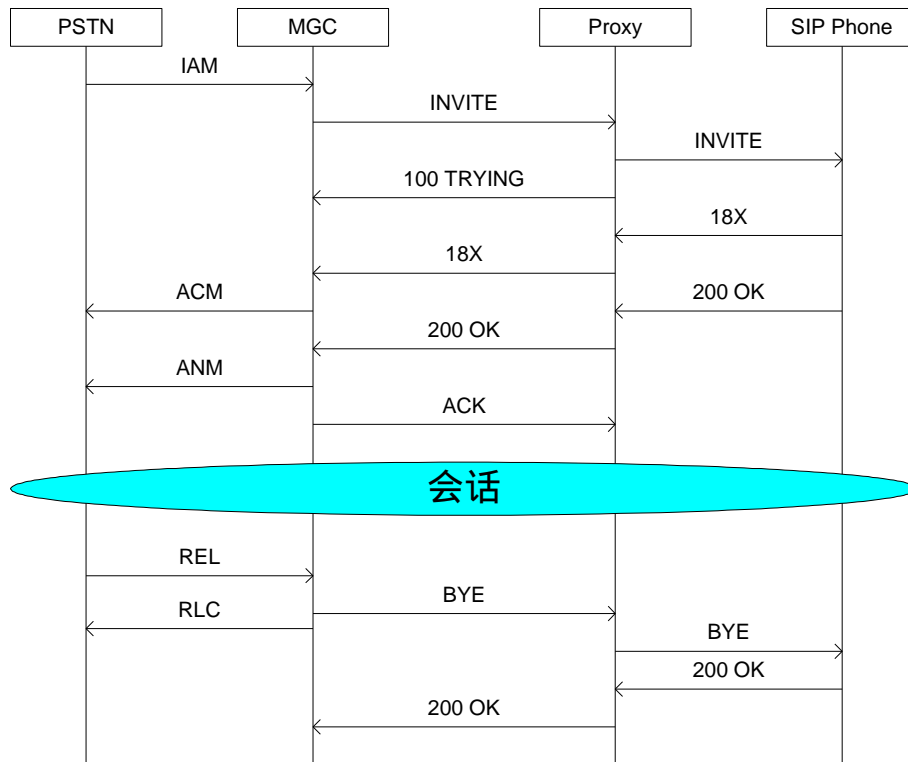 PSTN
MGC
Proxy
SIP Phone
IAM
INVITE
INVITE
100 TRYING
18X
18X
ACM
200 OK
200 OK
ANM
ACK
会话
REL
BYE
RLC
BYE
200 OK
200 OK